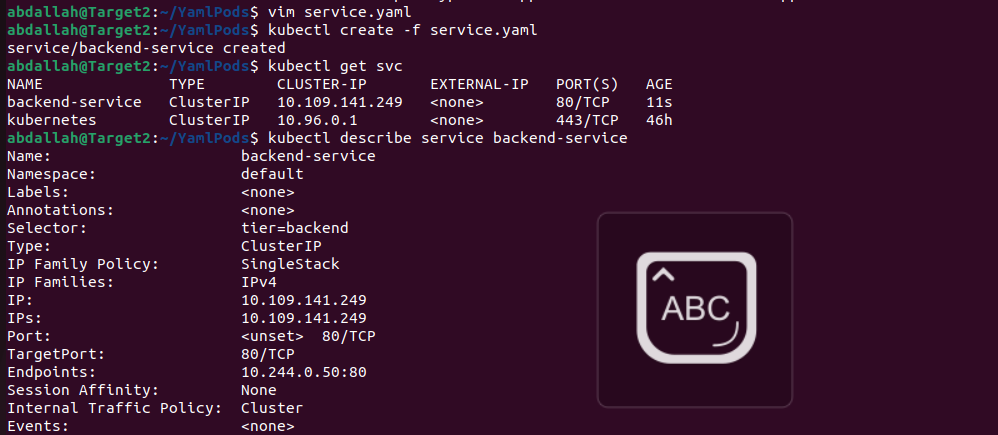 abdallah@Target2:~/YamlPods$ vim service.yaml
abdallah@Target2:~/YamlPods$ kubectl create -f service.yaml
service/backend-service created
abdallah@Target2:~/YamlPods$ kubectl get svc
NAME              TYPE        CLUSTER-IP       EXTERNAL-IP   PORT(S)   AGE
backend-service   ClusterIP   10.109.141.249   <none>        80/TCP    11s
kubernetes        ClusterIP   10.96.0.1        <none>        443/TCP   46h
abdallah@Target2:~/YamlPods$ kubectl describe service backend-service
Name:                     backend-service
Namespace:                default
Labels:                   <none>
Annotations:              <none>
Selector:                 tier=backend
Type:                     ClusterIP
IP Family Policy:         SingleStack
IP Families:              IPv4
IP:                       10.109.141.249
IPs:                      10.109.141.249
Port:                     <unset>  80/TCP
TargetPort:               80/TCP
Endpoints:                10.244.0.50:80
Session Affinity:         None
Internal Traffic Policy:  Cluster
Events:                   <none>
ABC